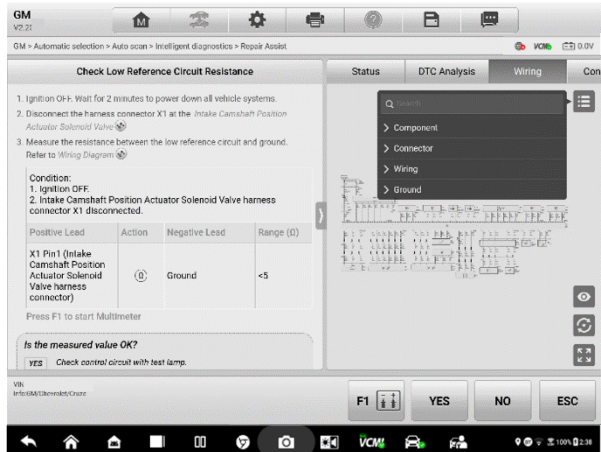 GM
V2.21
GM > Automatic selection > Auto scan > Intelligent diagnostics > Repair Assist
VCMI
0.0V
Check Low Reference Circuit Resistance
Status
DTC Analysis
Wiring
Con
1. Ignition OFF. Wait for 2 minutes to power down all vehicle systems.
2. Disconnect the harness connector X1 at the Intake Camshaft Position
Actuator Solenoid Valve
3. Measure the resistance between the low reference circuit and ground.
Refer to Wiring Diagram
Condition:
1. Ignition OFF.
2. Intake Camshaft Position Actuator Solenoid Valve harness
connector X1 disconnected.
Positive Lead Action Negative Lead Range (Ω)
X1 Pin1 (Intake
Camshaft Position
Actuator Solenoid
Valve harness
connector)
(Ω)
Ground
<5
Press F1 to start Multimeter
Is the measured value OK?
YES Check control circuit with test lamp.
Search
> Component
> Connector
> Wiring
> Ground
VIN
Info:GM/Chevrolet/Cruze
F1
YES
NO
ESC
VCMI
100% 2:38